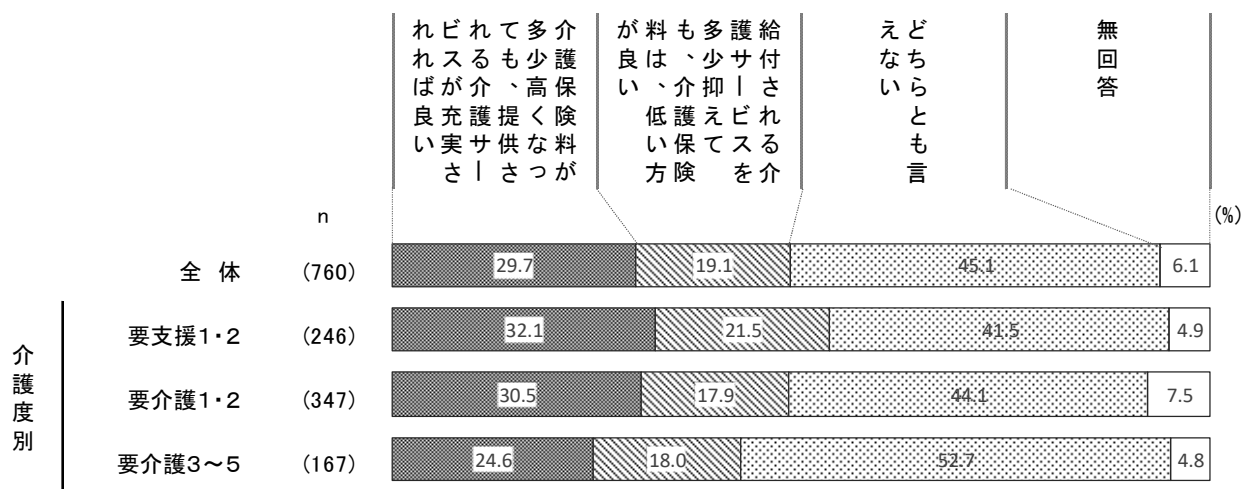 介護保険料が
多少高くなっ
ても、提供さ
れる介護サー
ビスが充実さ
れれば良い
給付される介
護サービスを
多少抑えて
も、介護保険
料は、低い方
が良い
どちらとも言
えない
無回答
n
(%)
全 体 (760) 29.7 19.1 45.1 6.1
介護度別
要支援1・2 (246) 32.1 21.5 41.5 4.9
要介護1・2 (347) 30.5 17.9 44.1 7.5
要介護3～5 (167) 24.6 18.0 52.7 4.8